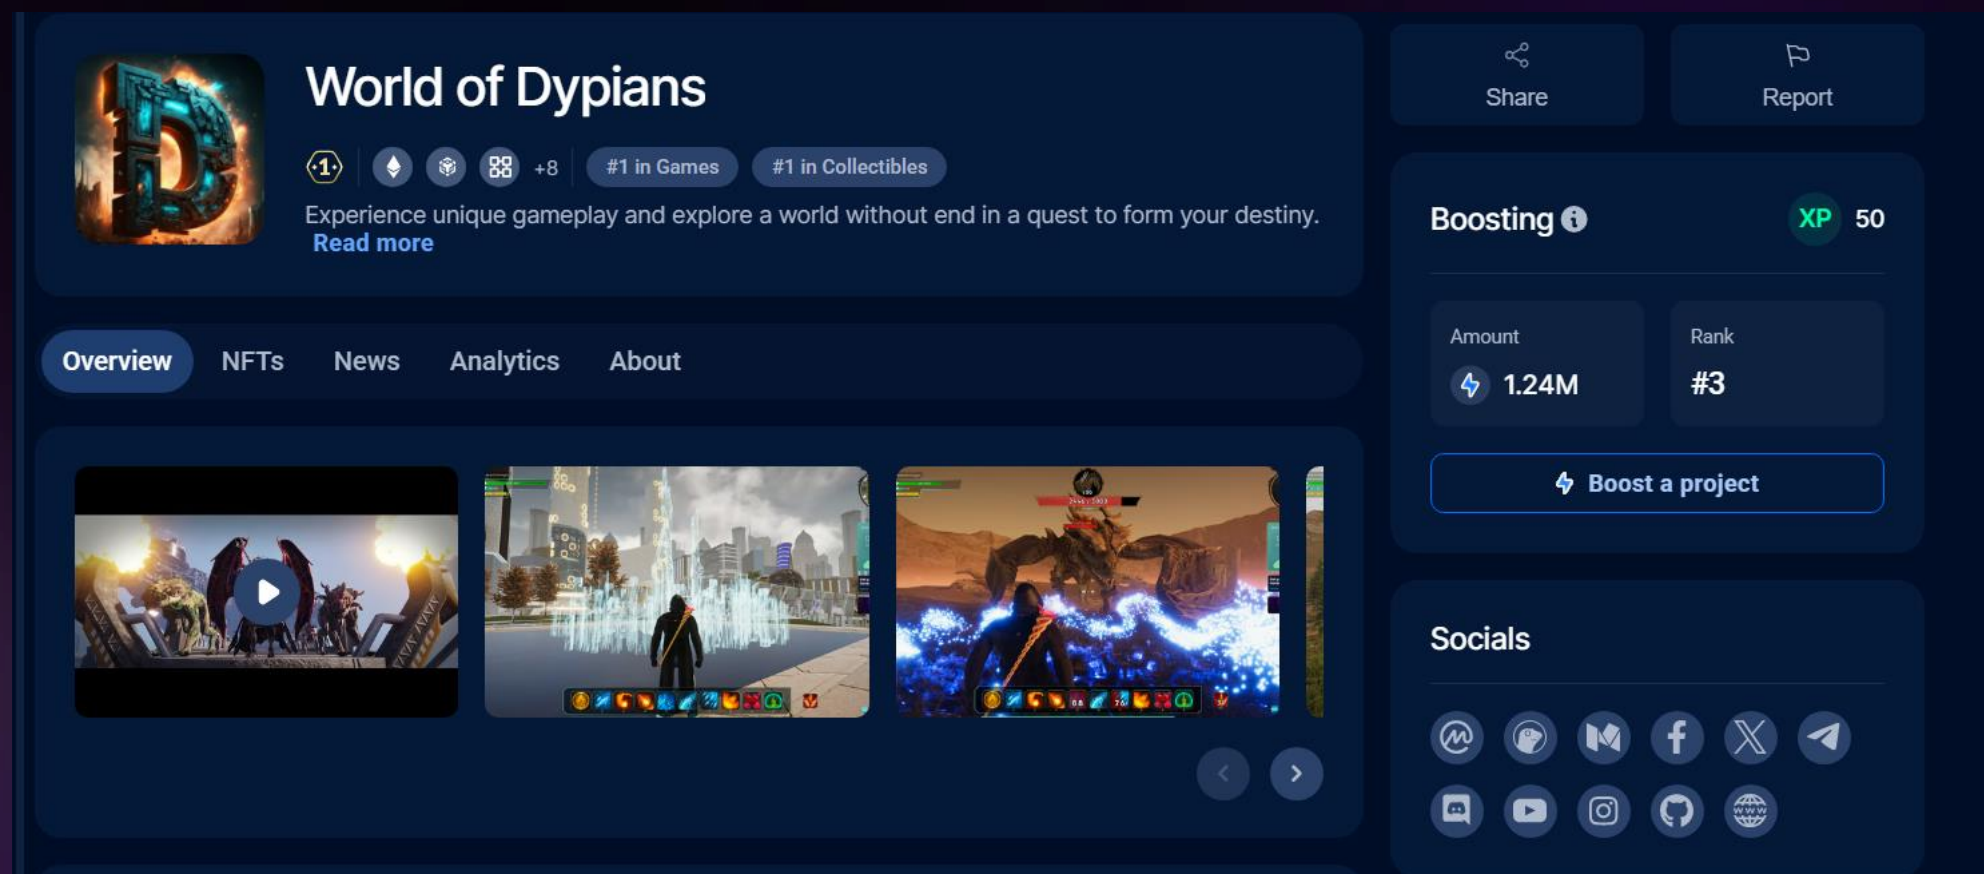 World of Dypians
1
+8
#1 in Games
#1 in Collectibles
Experience unique gameplay and explore a world without end in a quest to form your destiny.
Read more
Overview
NFTs
News
Analytics
About
Share
Report
Boosting
XP 50
Amount
1.24M
Rank
#3
Boost a project
Socials
www